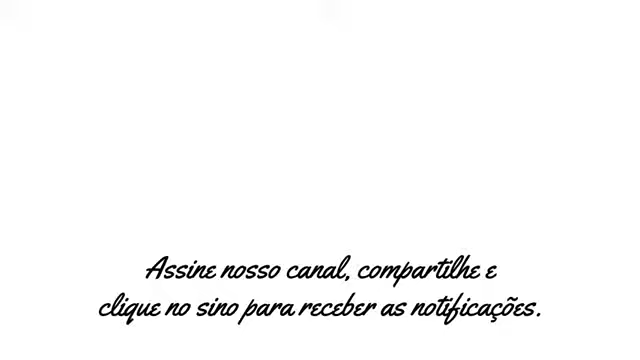 Assine nosso canal, compartilhe e
clique no sino para receber as notificações.